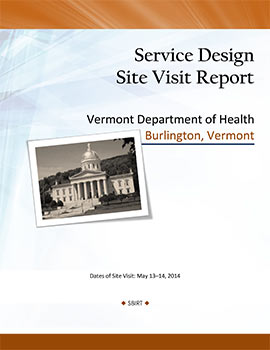 Service Design
Site Visit Report
Vermont Department of Health
Burlington, Vermont
Dates of Site Visit: May 13–14, 2014
◆ SBIRT ◆